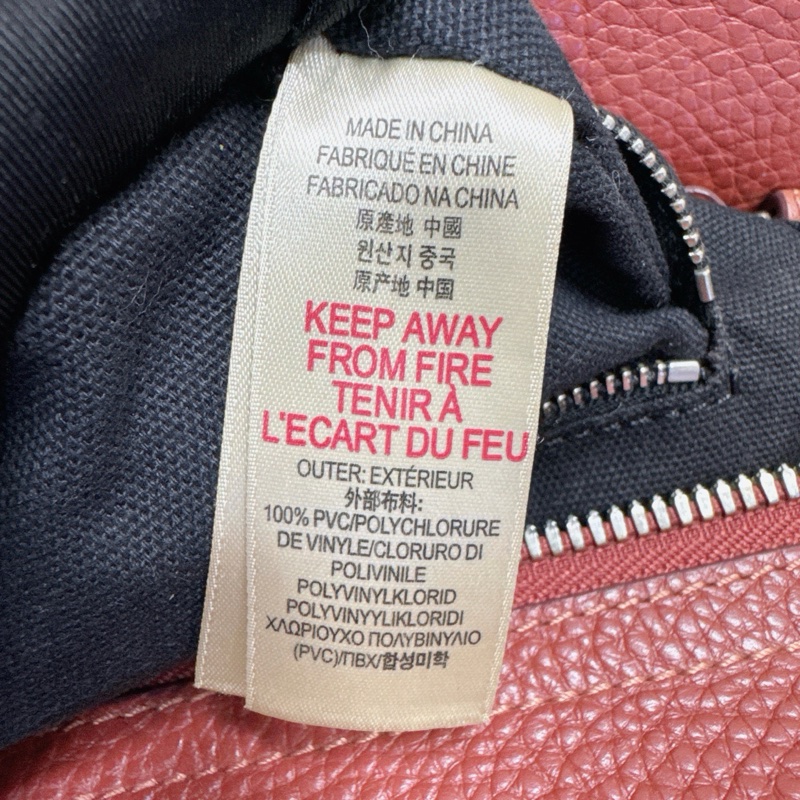 MADE IN CHINA
FABRIQUÉ EN CHINE
FABRICADO NA CHINA
原產地 中國
원산지 중국
原产地 中国
KEEP AWAY
FROM FIRE
TENIR À
L'ECART DU FEU
OUTER: EXTÉRIEUR
外部布料:
100% PVC/POLYCHLORURE
DE VINYLE/CLORURO DI
POLIVINILE
POLYVINYLKLORID
POLYVINYYLIKLORIDI
ΧΛΩΡΙΟΥΧΟ ΠΟΛΥΒΙΝΥΛΙΟ
(PVC)/ПВХ/합성미학